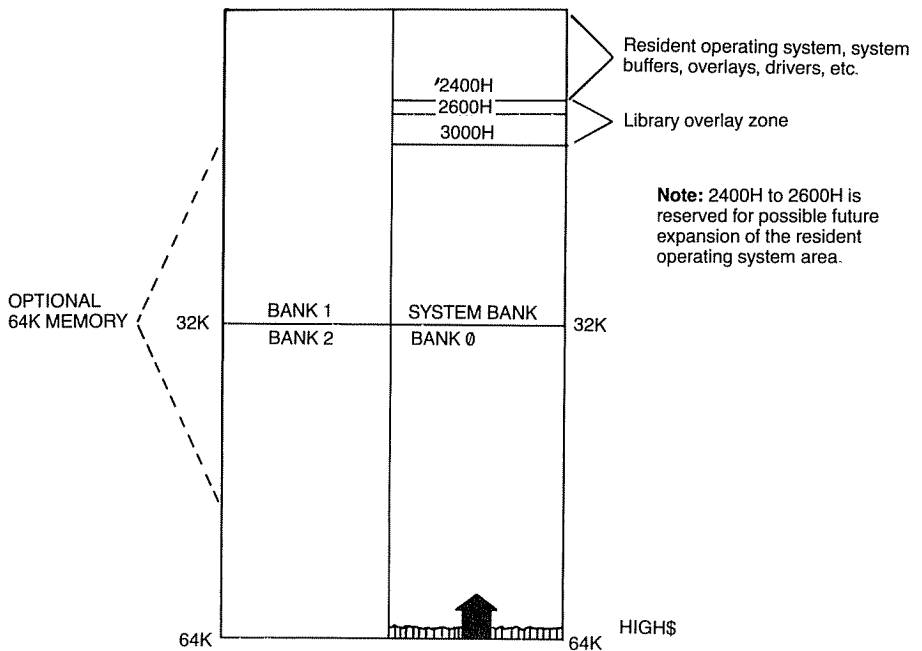 Resident operating system, system
buffers, overlays, drivers, etc.
'2400H
2600H
Library overlay zone
3000H
Note: 2400H to 2600H is
reserved for possible future
expansion of the resident
operating system area.
OPTIONAL
64K MEMORY
32K
BANK 1
SYSTEM BANK
32K
BANK 2
BANK 0
HIGH$
64K
64K